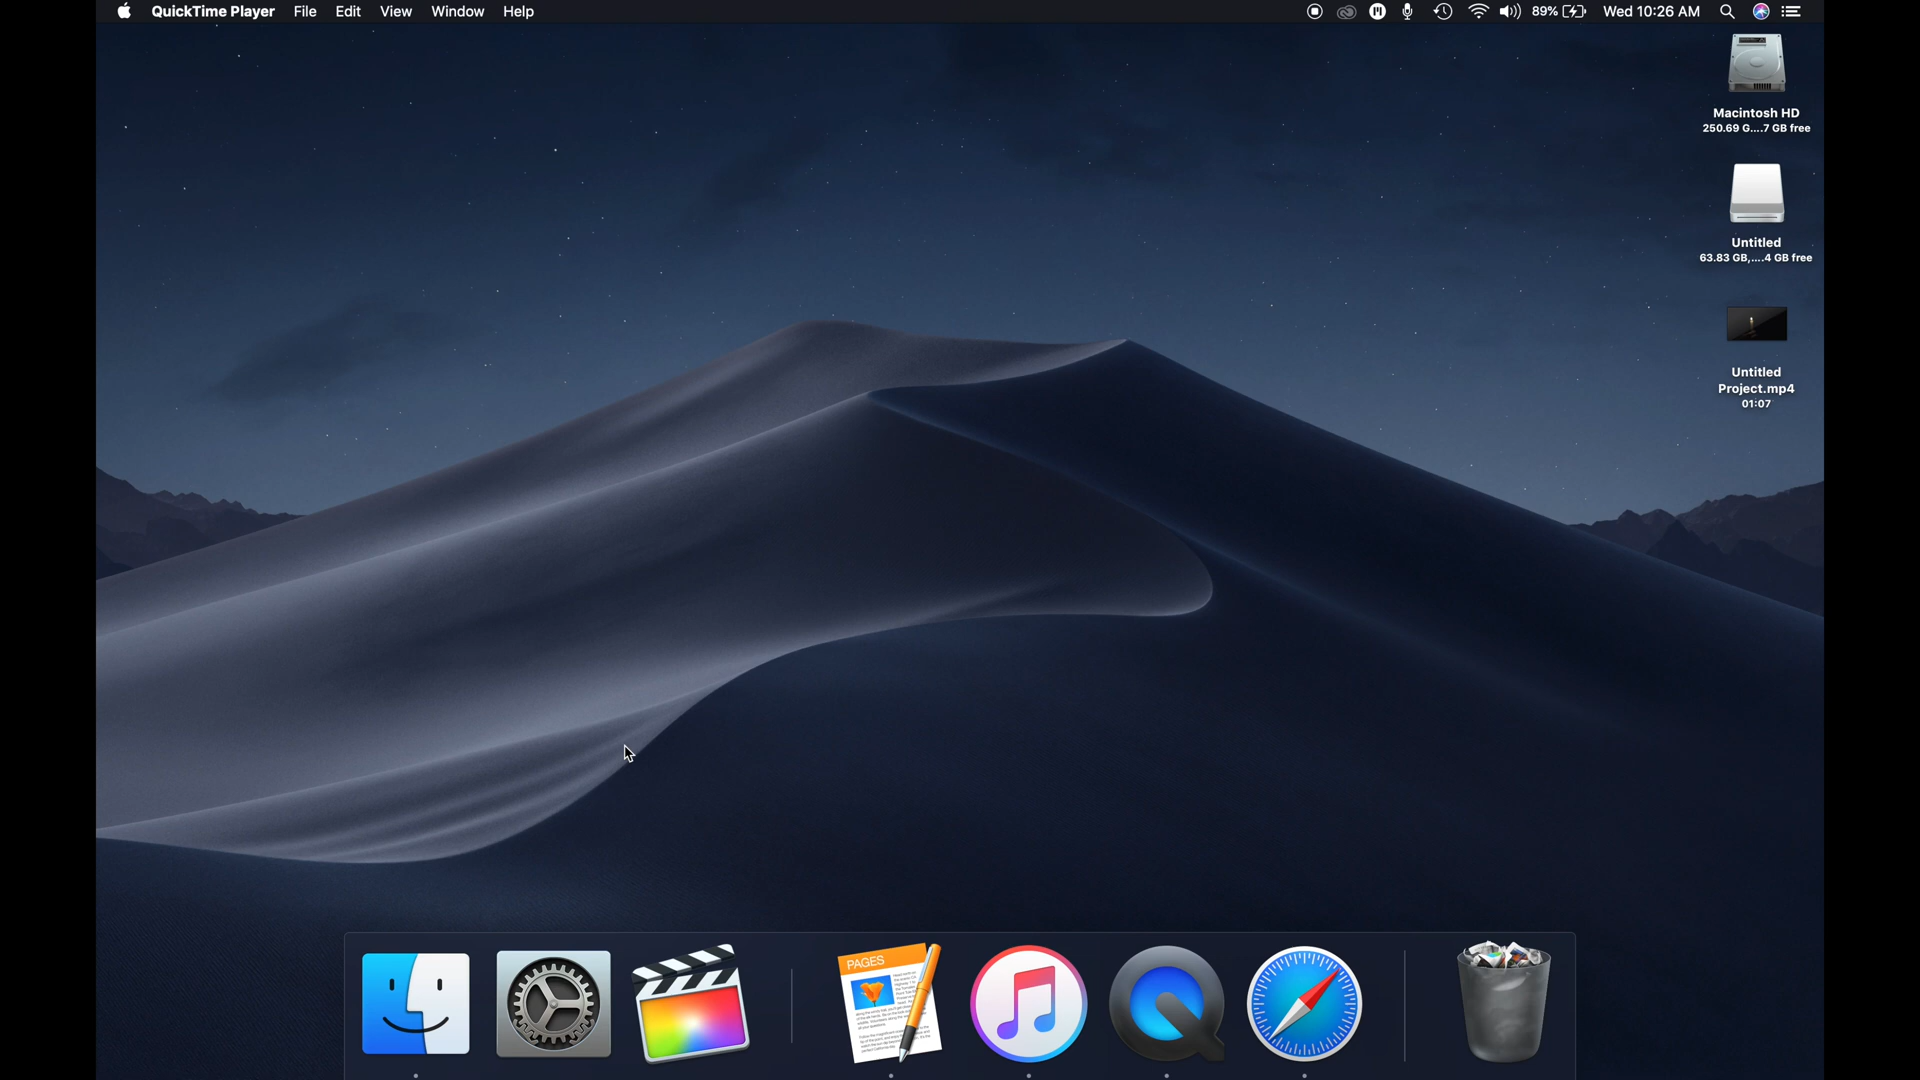 QuickTime Player File Edit View Window Help 89% Wed 10:26 AM
Macintosh HD
250.69 G....7 GB free
Untitled
63.83 GB,....4 GB free
Untitled
Project.mp4
01:07
PAGES